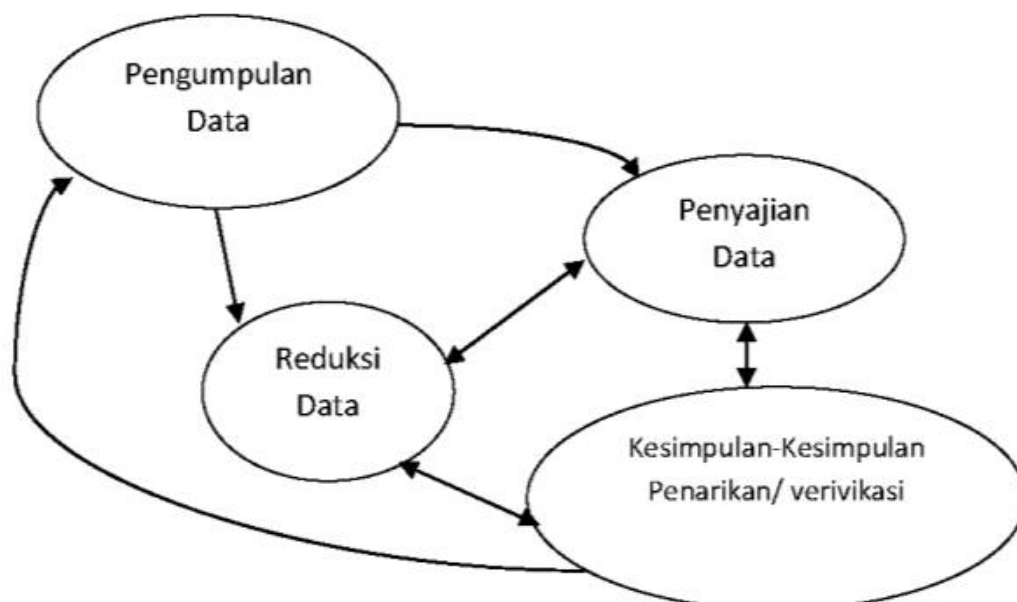 Pengumpulan
Data
Penyajian
Data
Reduksi
Data
Kesimpulan-Kesimpulan
Penarikan/ verivikasi